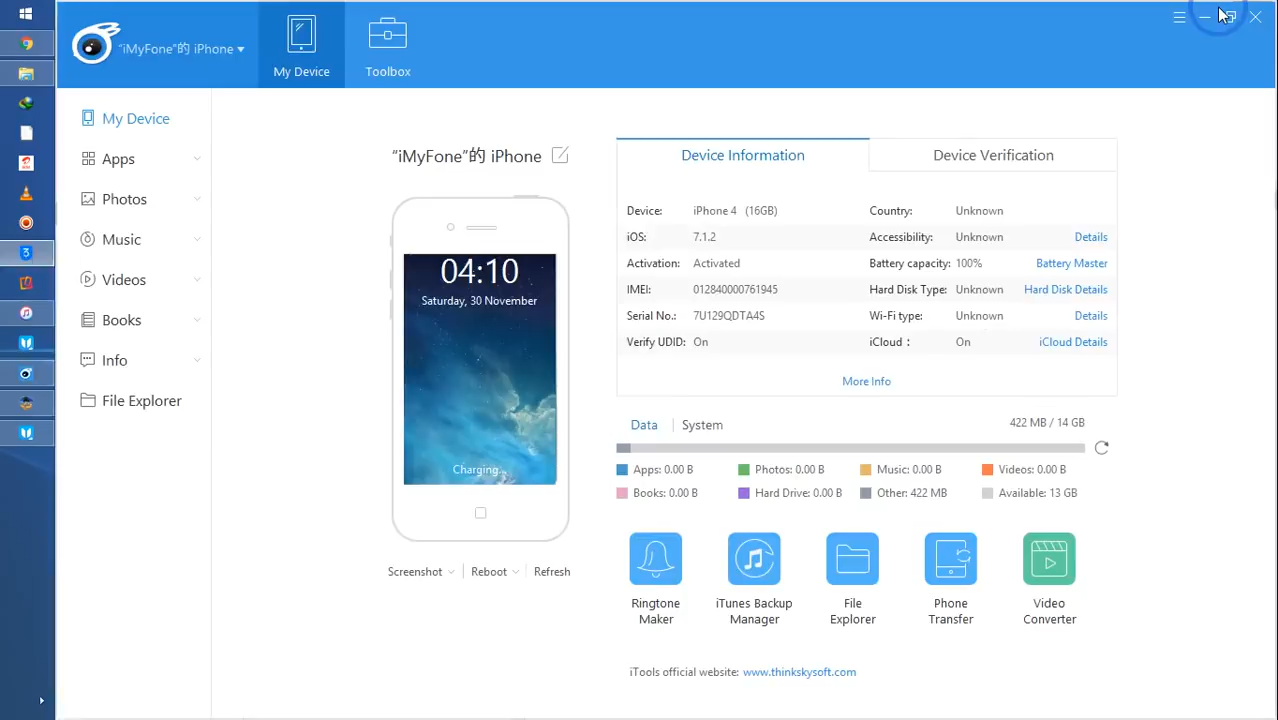 “iMyFone”的 iPhone
My Device
Toolbox
My Device
Apps
Photos
Music
Videos
Books
Info
File Explorer
“iMyFone”的 iPhone
04:10
Saturday, 30 November
Charging...
Screenshot
Reboot
Refresh
Device Information
Device Verification
Device: iPhone 4 (16GB) Country: Unknown
iOS: 7.1.2 Accessibility: Unknown Details
Activation: Activated Battery capacity: 100% Battery Master
IMEI: 012840000761945 Hard Disk Type: Unknown Hard Disk Details
Serial No.: 7U129QDTA4S Wi-Fi type: Unknown Details
Verify UDID: On iCloud： On iCloud Details
More Info
Data | System 422 MB / 14 GB
Apps: 0.00 B Photos: 0.00 B Music: 0.00 B Videos: 0.00 B
Books: 0.00 B Hard Drive: 0.00 B Other: 422 MB Available: 13 GB
Ringtone
Maker
iTunes Backup
Manager
File
Explorer
Phone
Transfer
Video
Converter
iTools official website: www.thinkskysoft.com